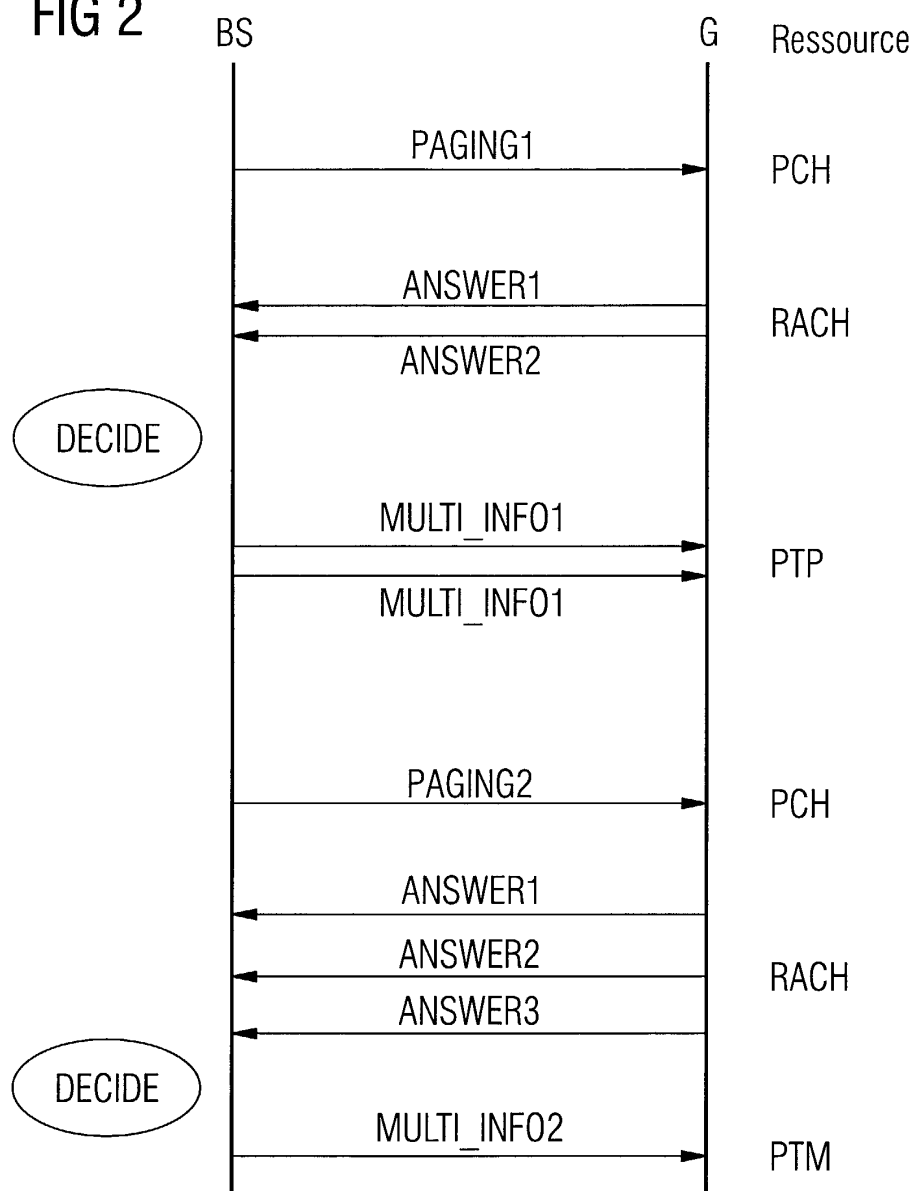 FIG 2
BS G Ressource
PAGING1 PCH
ANSWER1
RACH
ANSWER2
DECIDE
MULTI_INFO1
PTP
MULTI_INFO1
PAGING2 PCH
ANSWER1
ANSWER2
RACH
ANSWER3
DECIDE
MULTI_INFO2
PTM